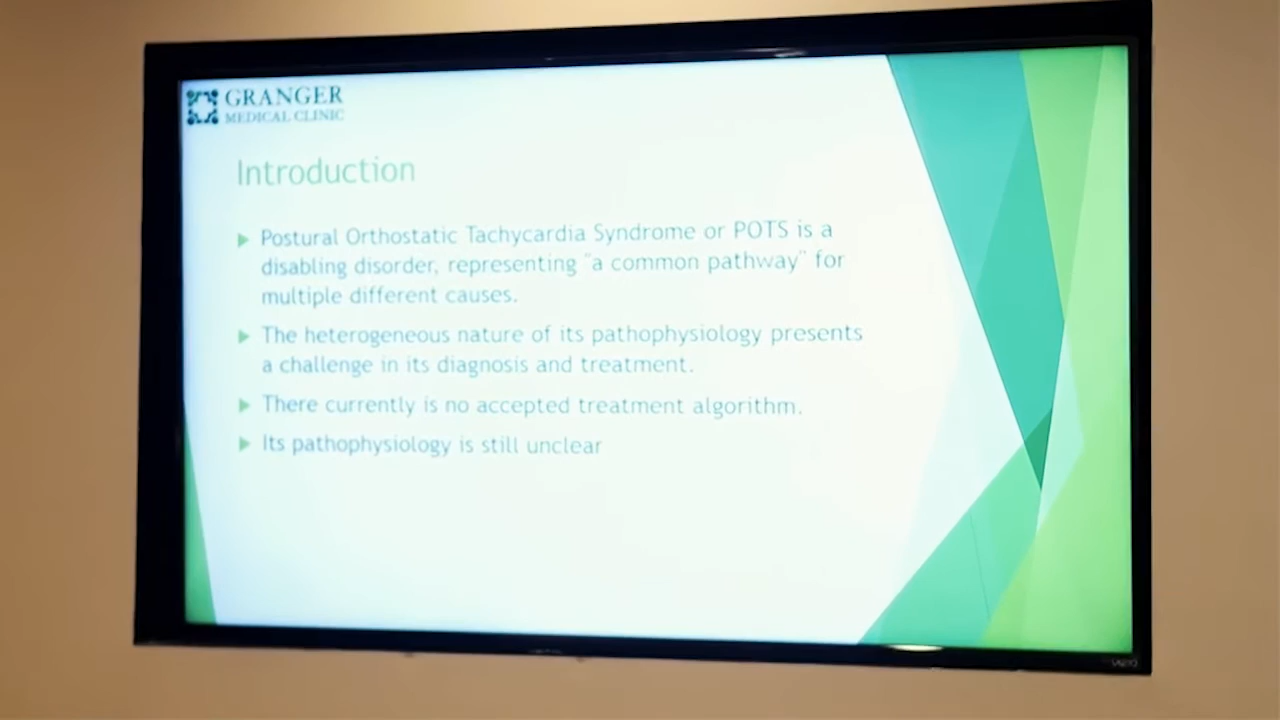 GRANGER
MEDICAL CLINIC
Introduction
Postural Orthostatic Tachycardia Syndrome or POTS is a
disabling disorder, representing "a common pathway" for
multiple different causes.
The heterogeneous nature of its pathophysiology presents
a challenge in its diagnosis and treatment.
There currently is no accepted treatment algorithm.
Its pathophysiology is still unclear